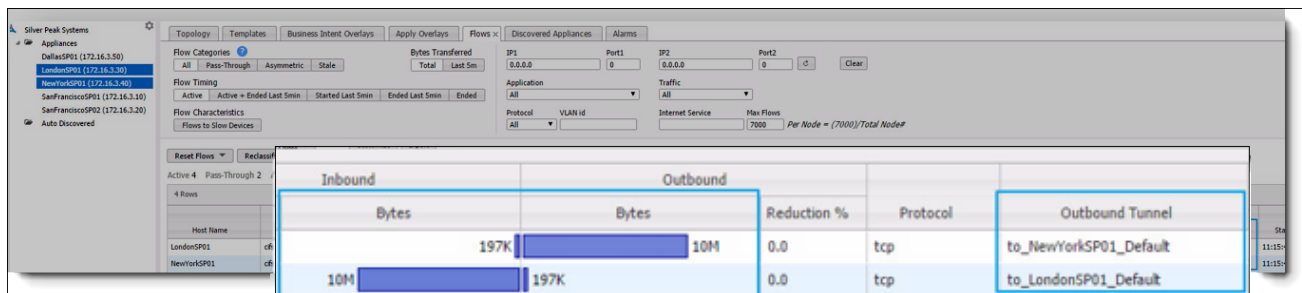 Silver Peak Systems
Appliances
DallasSP01 (172.16.3.50)
LondonSP01 (172.16.3.30)
NewYorkSP01 (172.16.3.40)
SanFranciscoSP01 (172.16.3.10)
SanFranciscoSP02 (172.16.3.20)
Auto Discovered
Topology Templates Business Intent Overlays Apply Overlays Flows × Discovered Appliances Alarms
Flow Categories ? Bytes Transferred IP1 Port1 IP2 Port2
All Pass-Through Asymmetric Stale Total Last 5m 0.0.0.0 0 0.0.0.0 0 Clear
Flow Timing Application Traffic
Active Active + Ended Last 5min Started Last 5min Ended Last 5min Ended All All
Flow Characteristics Protocol VLAN id Internet Service Max Flows
Flows to Slow Devices All 7000 Per Node = (7000)/Total Node#
Reset Flows
Active 4 Pass-Through 2
4 Rows
Host Name
LondonSP01
NewYorkSP01
Inbound Outbound
Bytes Bytes Reduction % Protocol Outbound Tunnel
197K 10M 0.0 tcp to_NewYorkSP01_Default
10M 197K 0.0 tcp to_LondonSP01_Default